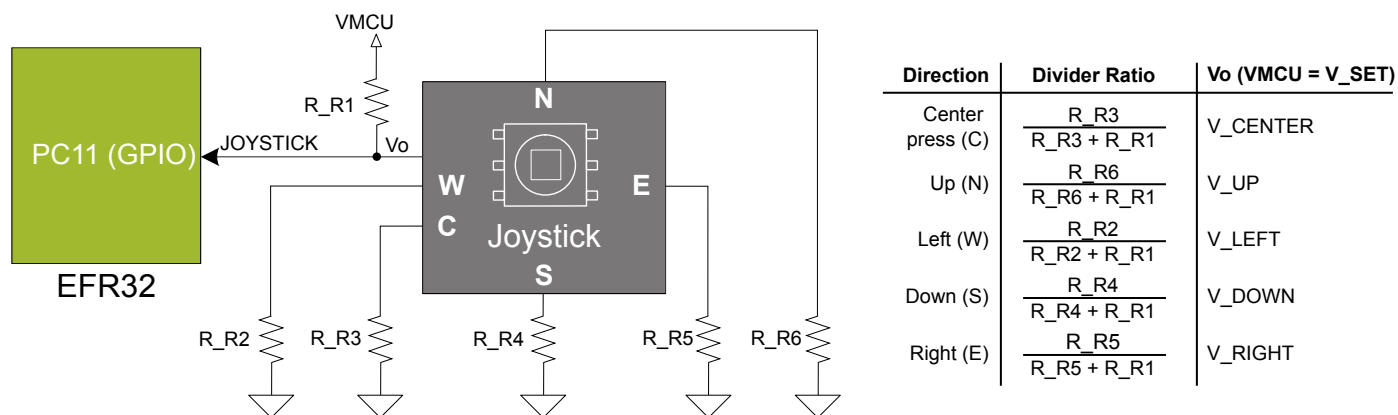 VMCU
R_R1
N
PC11 (GPIO)
JOYSTICK
Vo
W
E
C
Joystick
S
EFR32
R_R2
R_R3
R_R4
R_R5
R_R6
Direction Divider Ratio Vo (VMCU = V_SET)
Center press (C)
R_R3
R_R3 + R_R1
V_CENTER
Up (N)
R_R6
R_R6 + R_R1
V_UP
Left (W)
R_R2
R_R2 + R_R1
V_LEFT
Down (S)
R_R4
R_R4 + R_R1
V_DOWN
Right (E)
R_R5
R_R5 + R_R1
V_RIGHT